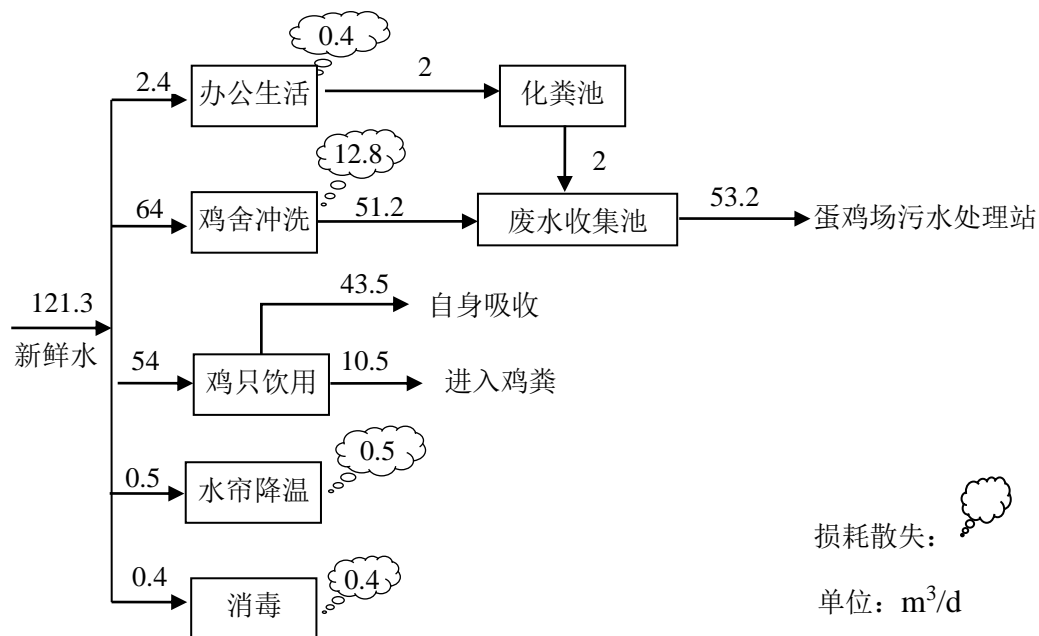 0.4
2.4
办公生活
2
化粪池
12.8
2
64
鸡舍冲洗
51.2
废水收集池
53.2
蛋鸡场污水处理站
43.5
自身吸收
121.3
新鲜水
54
鸡只饮用
10.5
进入鸡粪
0.5
0.5
水帘降温
损耗散失：
0.4
消毒
0.4
单位：m³/d